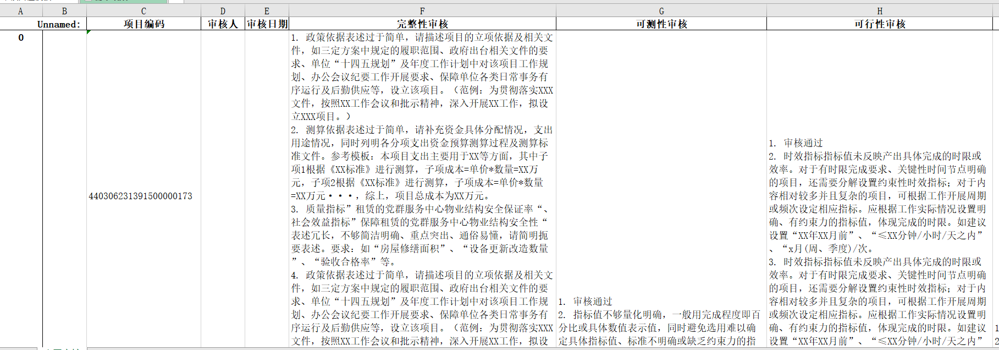 A B C D E F G H
Unnamed: 项目编码 审核人 审核日期 完整性审核 可测性审核 可行性审核
0
440306231391500000173
1. 政策依据表述过于简单，请描述项目的立项依据及相关文
件，如三定方案中规定的履职范围、政府出台相关文件的要
求、单位“十四五规划”及年度工作计划中对该项目工作规
划、办公会议纪要工作开展要求、保障单位各类日常事务有
序运行及后勤供应等，设立该项目。（范例：为贯彻落实XXX
文件，按照XX工作会议和批示精神，深入开展XX工作，拟设
立XXX项目。）
2. 测算依据表述过于简单，请补充资金具体分配情况，支出
用途情况，同时列明各分项支出资金预算测算过程及测算标
准文件。参考模板：本项目支出主要用于XX等方面，其中子
项1根据《XX标准》进行测算，子项成本=单价*数量=XX万
元，子项2根据《XX标准》进行测算，子项成本=单价*数量
=XX万元···，综上，项目总成本为XX万元。
3. 质量指标”租赁的党群服务中心物业结构安全保证率“、
社会效益指标”保障租赁的党群服务中心物业结构安全性“
表述冗长，不够简洁明确、重点突出、通俗易懂，请简明扼
要表述。要求：如“房屋修缮面积”、“设备更新改造数量
”、“验收合格率”等。
4. 政策依据表述过于简单，请描述项目的立项依据及相关文
件，如三定方案中规定的履职范围、政府出台相关文件的要
求、单位“十四五规划”及年度工作计划中对该项目工作规
划、办公会议纪要工作开展要求、保障单位各类日常事务有
序运行及后勤供应等，设立该项目。（范例：为贯彻落实XXX
文件，按照XX工作会议和批示精神，深入开展XX工作，拟设
1. 审核通过
2. 指标值不够量化明确，一般用完成程度即百
分比或具体数值表示值，同时避免选用难以确
定具体指标值、标准不明确或缺乏约束力的指
1. 审核通过
2. 时效指标指标值未反映产出具体完成的时限或
效率。对于有时限完成要求、关键性时间节点明确
的项目，还需要分解设置约束性时效指标；对于内
容相对较多并且复杂的项目，可根据工作开展周期
或频次设定相应指标。应根据工作实际情况设置明
确、有约束力的指标值，体现完成的时限。如建议
设置“XX年XX月前”、“≤XX分钟/小时/天之内”
、“x月(周、季度)/次。
3. 时效指标指标值未反映产出具体完成的时限或
效率。对于有时限完成要求、关键性时间节点明确
的项目，还需要分解设置约束性时效指标；对于内
容相对较多并且复杂的项目，可根据工作开展周期
或频次设定相应指标。应根据工作实际情况设置明
确、有约束力的指标值，体现完成的时限。如建议
设置“XX年XX月前”、“≤XX分钟/小时/天之内”
1
2